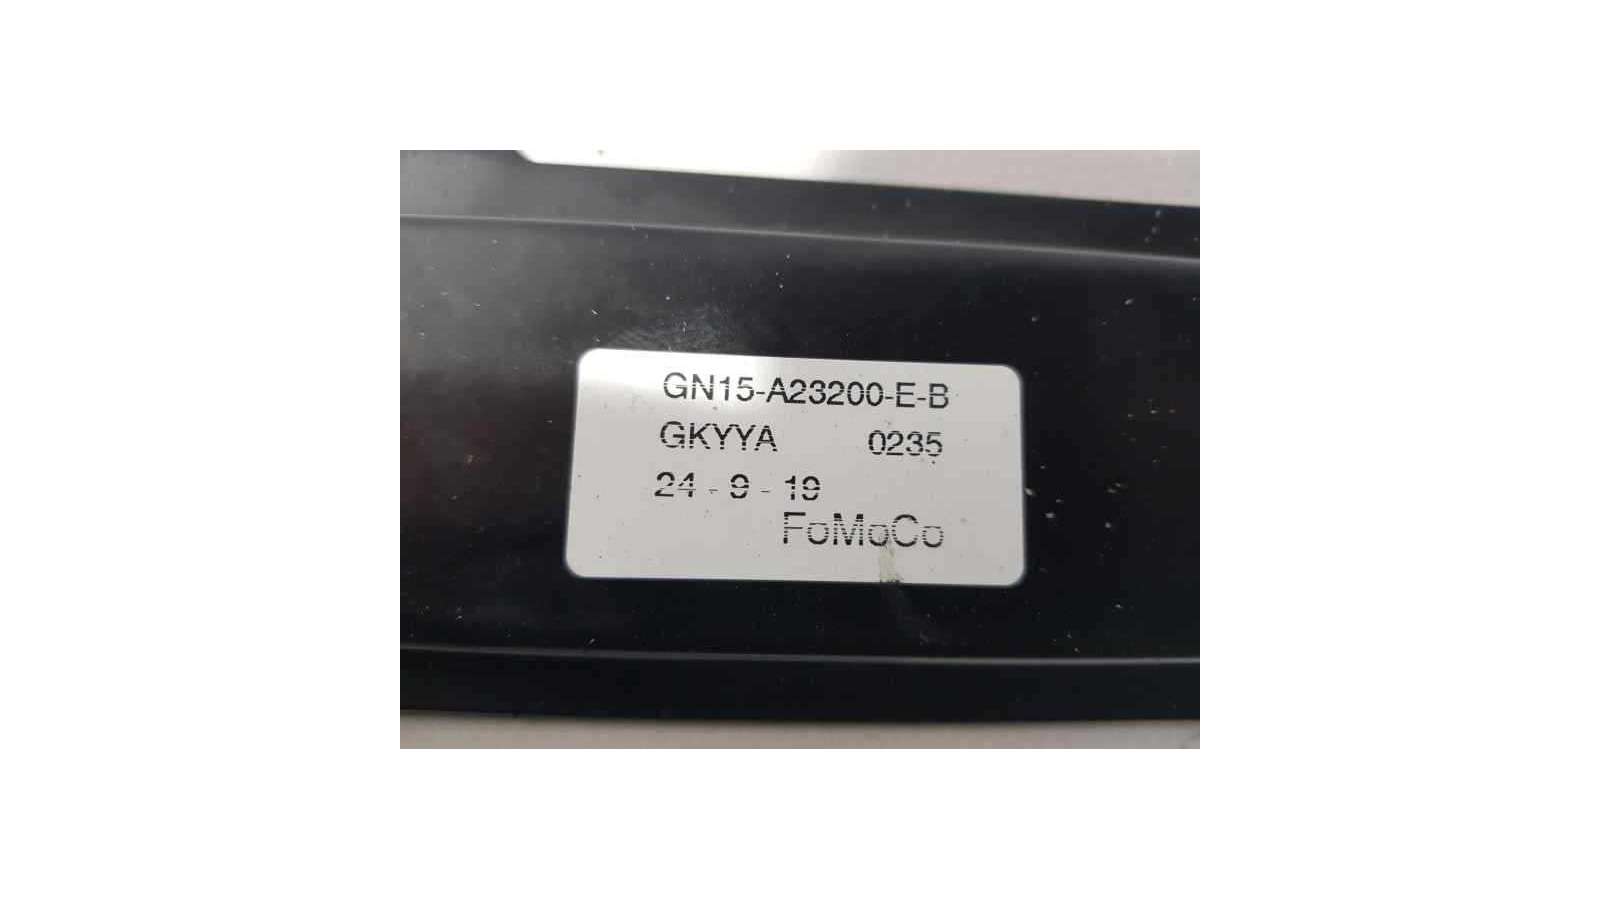 GN15-A23200-E-B
GKYYA 0235
24 - 9 - 19
FoMoCo